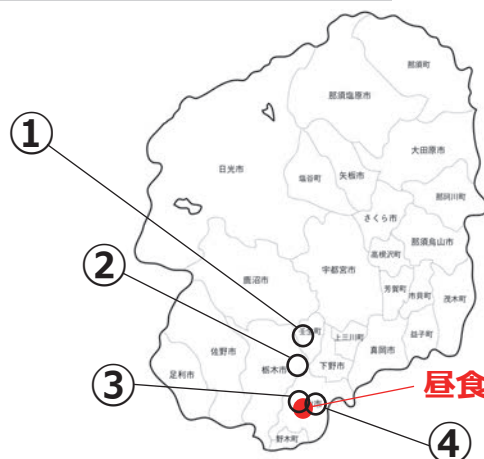 那須町
那須塩原市
大田原市
①
日光市
塩谷町
矢板市
那珂川町
さくら市
那須烏山市
高根沢町
②
鹿沼市
宇都宮市
芳賀町
市貝町
茂木町
上三川町
真岡市
益子町
佐野市
栃木市
下野市
足利市
③
昼食
野木町
④